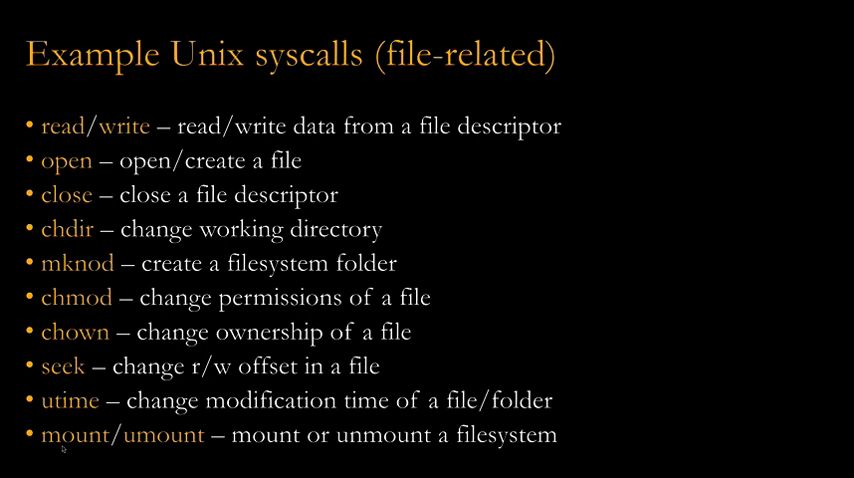 Example Unix syscalls (file-related)
• read/write – read/write data from a file descriptor
• open – open/create a file
• close – close a file descriptor
• chdir – change working directory
• mknod – create a filesystem folder
• chmod – change permissions of a file
• chown – change ownership of a file
• seek – change r/w offset in a file
• utime – change modification time of a file/folder
• mount/umount – mount or unmount a filesystem